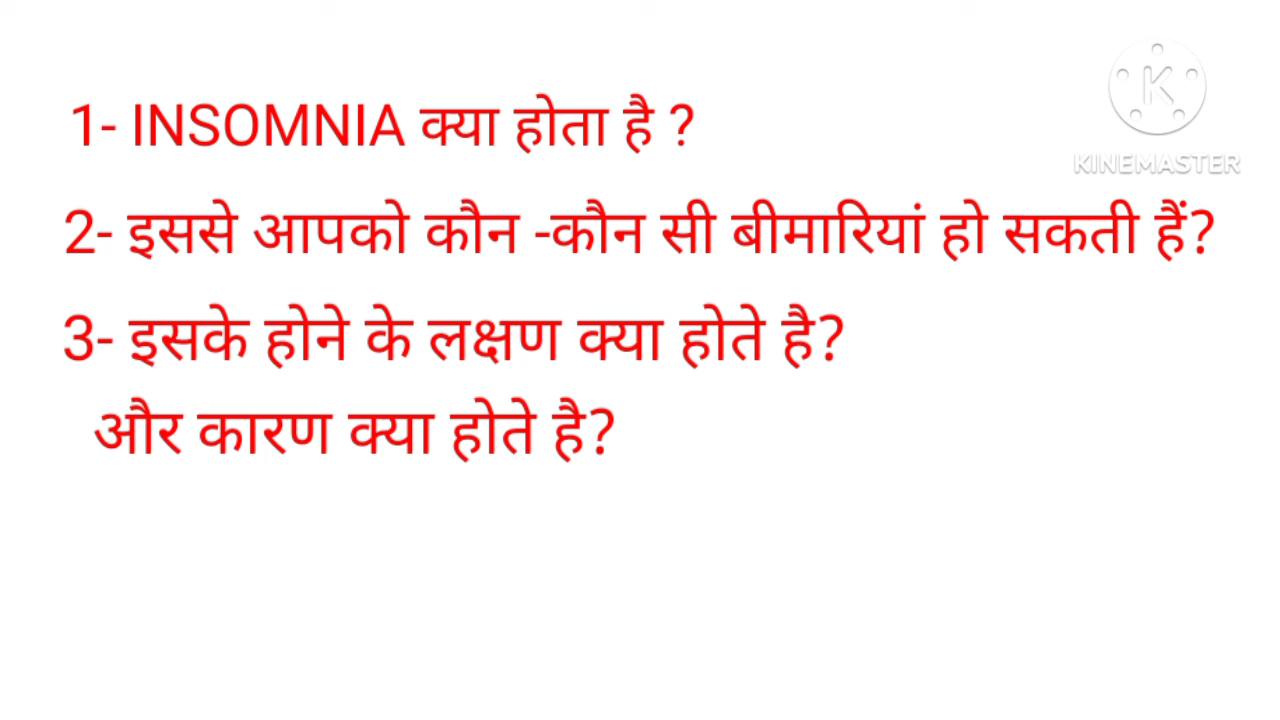 1- INSOMNIA क्या होता है ?
KINEMASTER
2- इससे आपको कौन -कौन सी बीमारियां हो सकती हैं?
3- इसके होने के लक्षण क्या होते है?
और कारण क्या होते है?